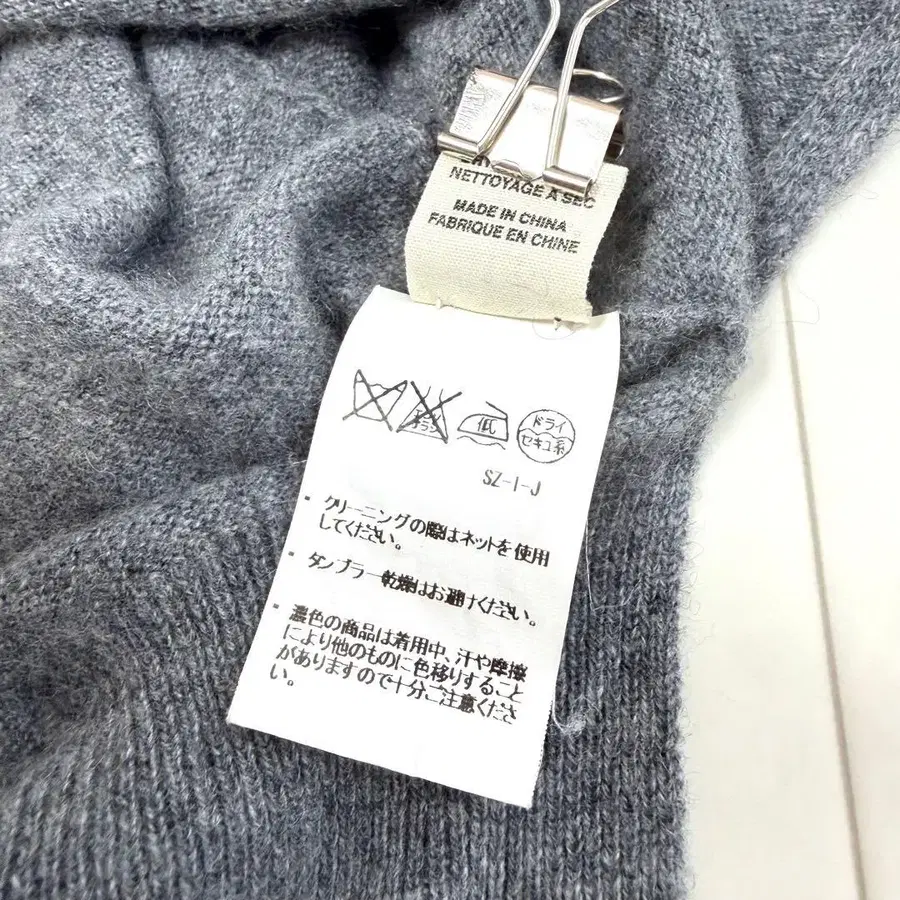 NETTOYAGE À SEC
MADE IN CHINA
FABRIQUE EN CHINE
低
ドライ
セキユ系
SZ-I-J
・クリーニングの際はネットを使用
してください。
・タンブラー乾燥はお避けください。
・濃色の商品は着用中、汗や摩擦
により他のものに色移りすること
がありますので十分ご注意くださ
い。